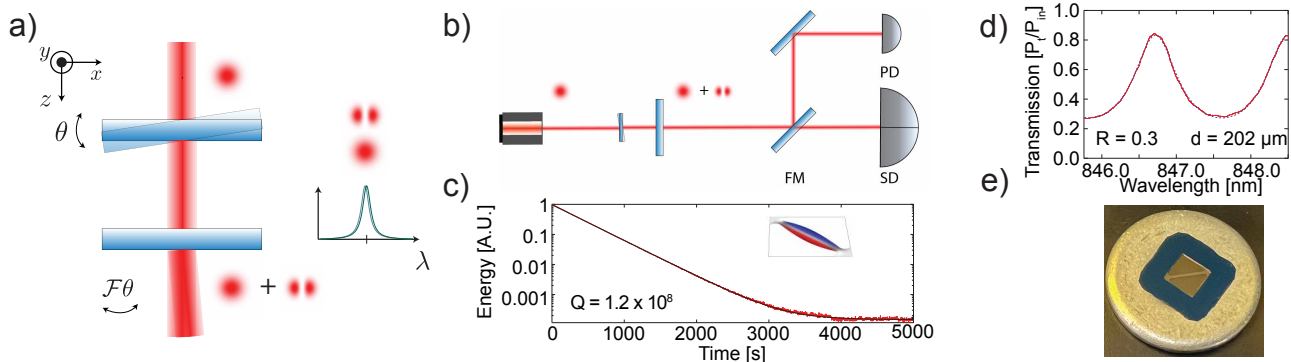 a)
y
x
z
θ
+
ℱθ
λ
b)
+
PD
FM
SD
c)
Energy [A.U.]
1
0.1
0.01
0.001
Q = 1.2 x 10⁸
0
1000
2000
3000
4000
5000
Time [s]
d)
Transmission [Pₜ/Pᵢₙ]
1.0
0.8
0.6
0.4
0.2
0.0
R = 0.3
d = 202 µm
846.0
847.0
848.0
Wavelength [nm]
e)